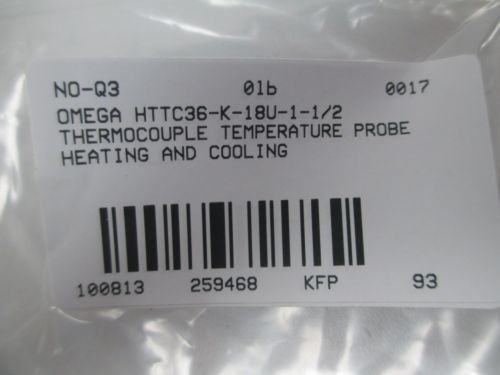 NO-Q3 01b 0017
OMEGA HTTC36-K-18U-1-1/2
THERMOCOUPLE TEMPERATURE PROBE
HEATING AND COOLING
100813 259468 KFP 93